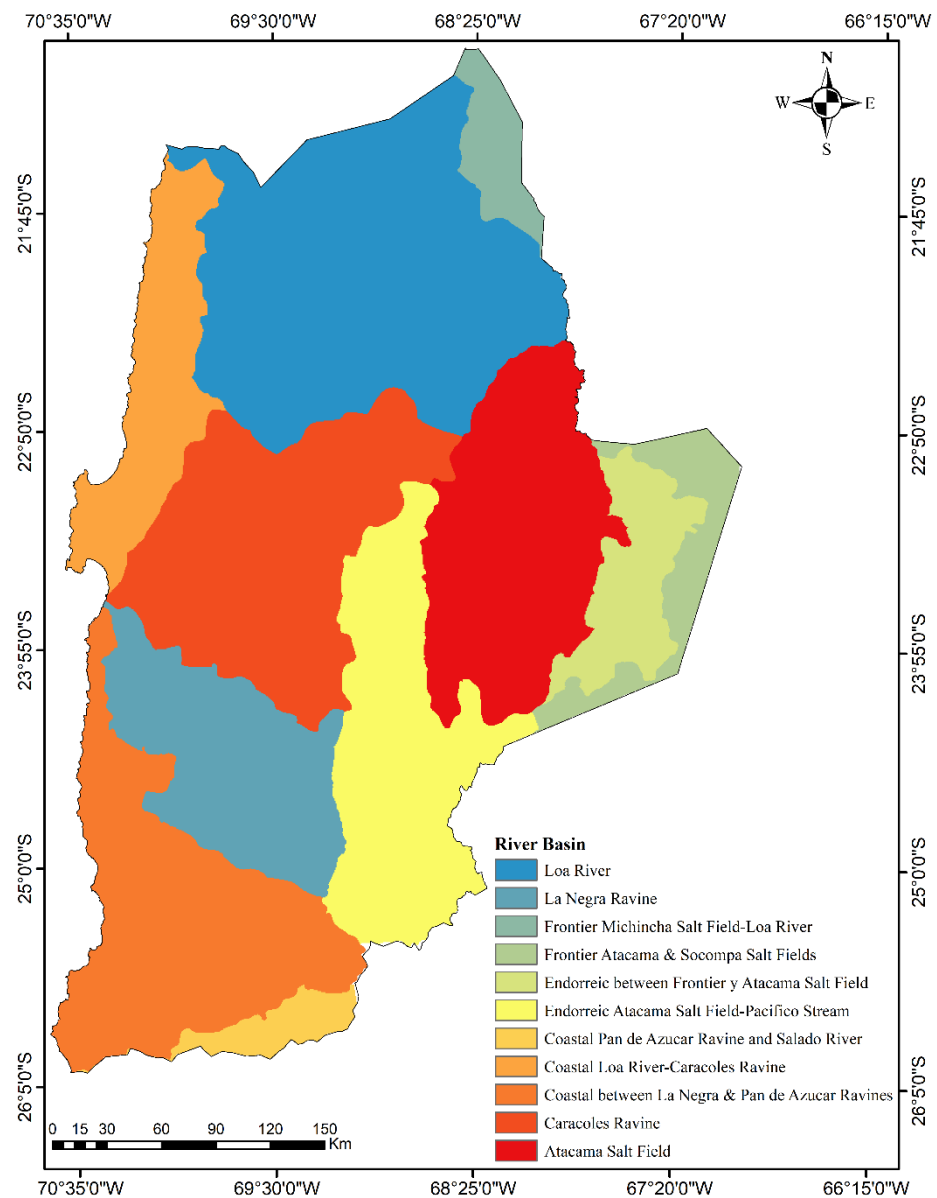 70°35'0"W 69°30'0"W 68°25'0"W 67°20'0"W 66°15'0"W
N
W E
S
21°45'0"S 21°45'0"S
22°50'0"S 22°50'0"S
23°55'0"S 23°55'0"S
25°0'0"S 25°0'0"S
26°5'0"S 26°5'0"S
River Basin
Loa River
La Negra Ravine
Frontier Michincha Salt Field-Loa River
Frontier Atacama & Socompa Salt Fields
Endorreic between Frontier y Atacama Salt Field
Endorreic Atacama Salt Field-Pacifico Stream
Coastal Pan de Azucar Ravine and Salado River
Coastal Loa River-Caracoles Ravine
Coastal between La Negra & Pan de Azucar Ravines
Caracoles Ravine
Atacama Salt Field
0 15 30 60 90 120 150
Km
70°35'0"W 69°30'0"W 68°25'0"W 67°20'0"W 66°15'0"W